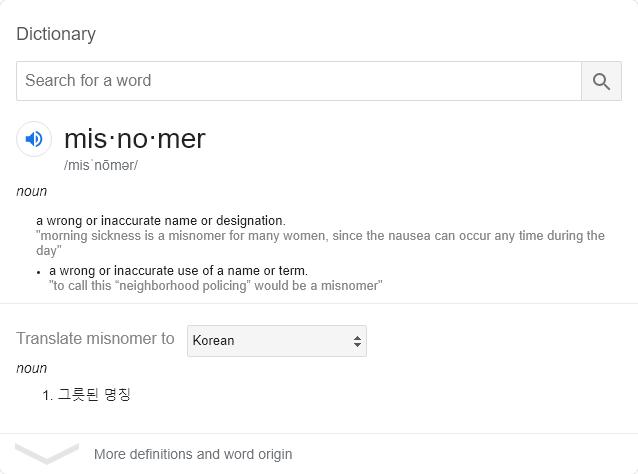 Dictionary
Search for a word
mis·no·mer
/misˈnōmər/
noun
a wrong or inaccurate name or designation.
"morning sickness is a misnomer for many women, since the nausea can occur any time during the
day"
• a wrong or inaccurate use of a name or term.
"to call this “neighborhood policing” would be a misnomer"
Translate misnomer to Korean
noun
1. 그릇된 명칭
More definitions and word origin